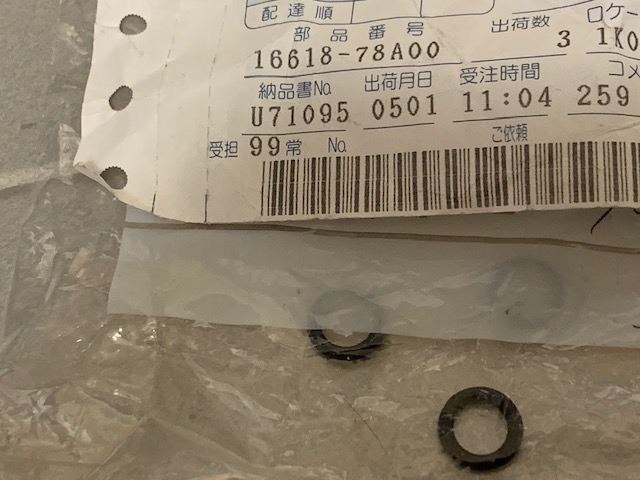 配達順
部品番号 出荷数 ロケー
16618-78A00 3 1K0
納品書No. 出荷月日 受注時間 コメ
U71095 0501 11:04 259
受担 99常 No. ご依頼